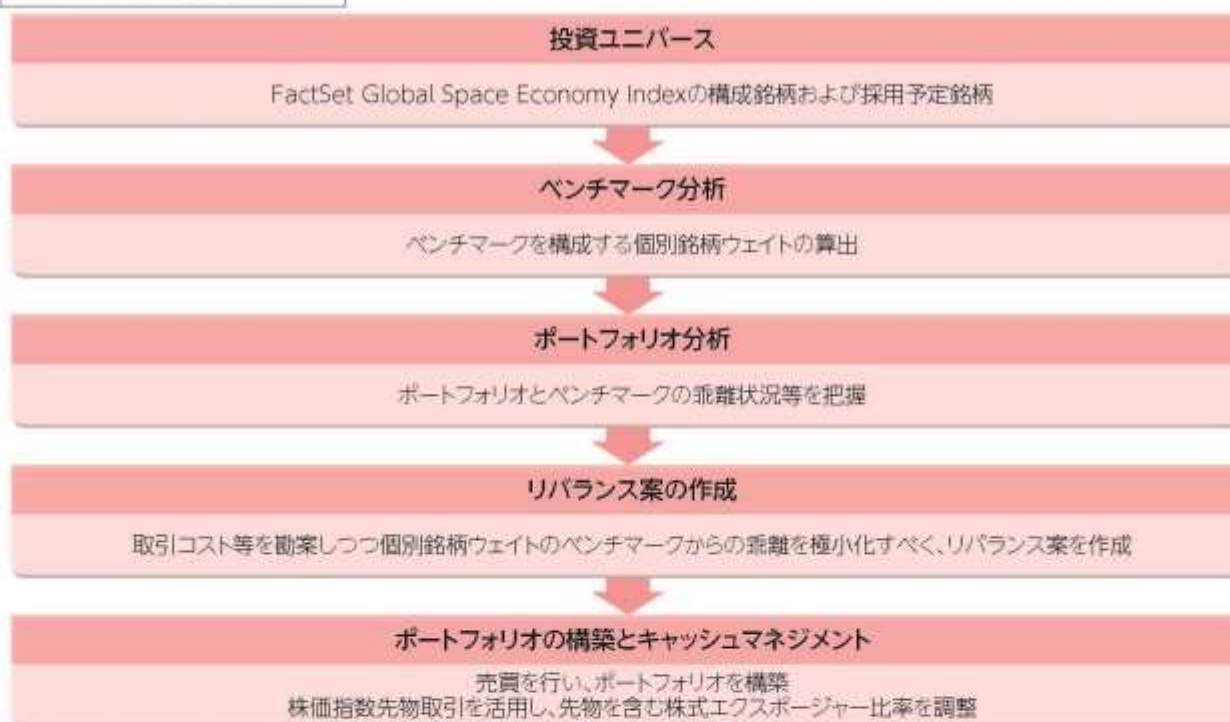 投資ユニバース
FactSet Global Space Economy Indexの構成銘柄および採用予定銘柄
ベンチマーク分析
ベンチマークを構成する個別銘柄ウェイトの算出
ポートフォリオ分析
ポートフォリオとベンチマークの乖離状況等を把握
リバランス案の作成
取引コスト等を勘案しつつ個別銘柄ウェイトのベンチマークからの乖離を極小化すべく、リバランス案を作成
ポートフォリオの構築とキャッシュマネジメント
売買を行い、ポートフォリオを構築
株価指数先物取引を活用し、先物を含む株式エクスポージャー比率を調整